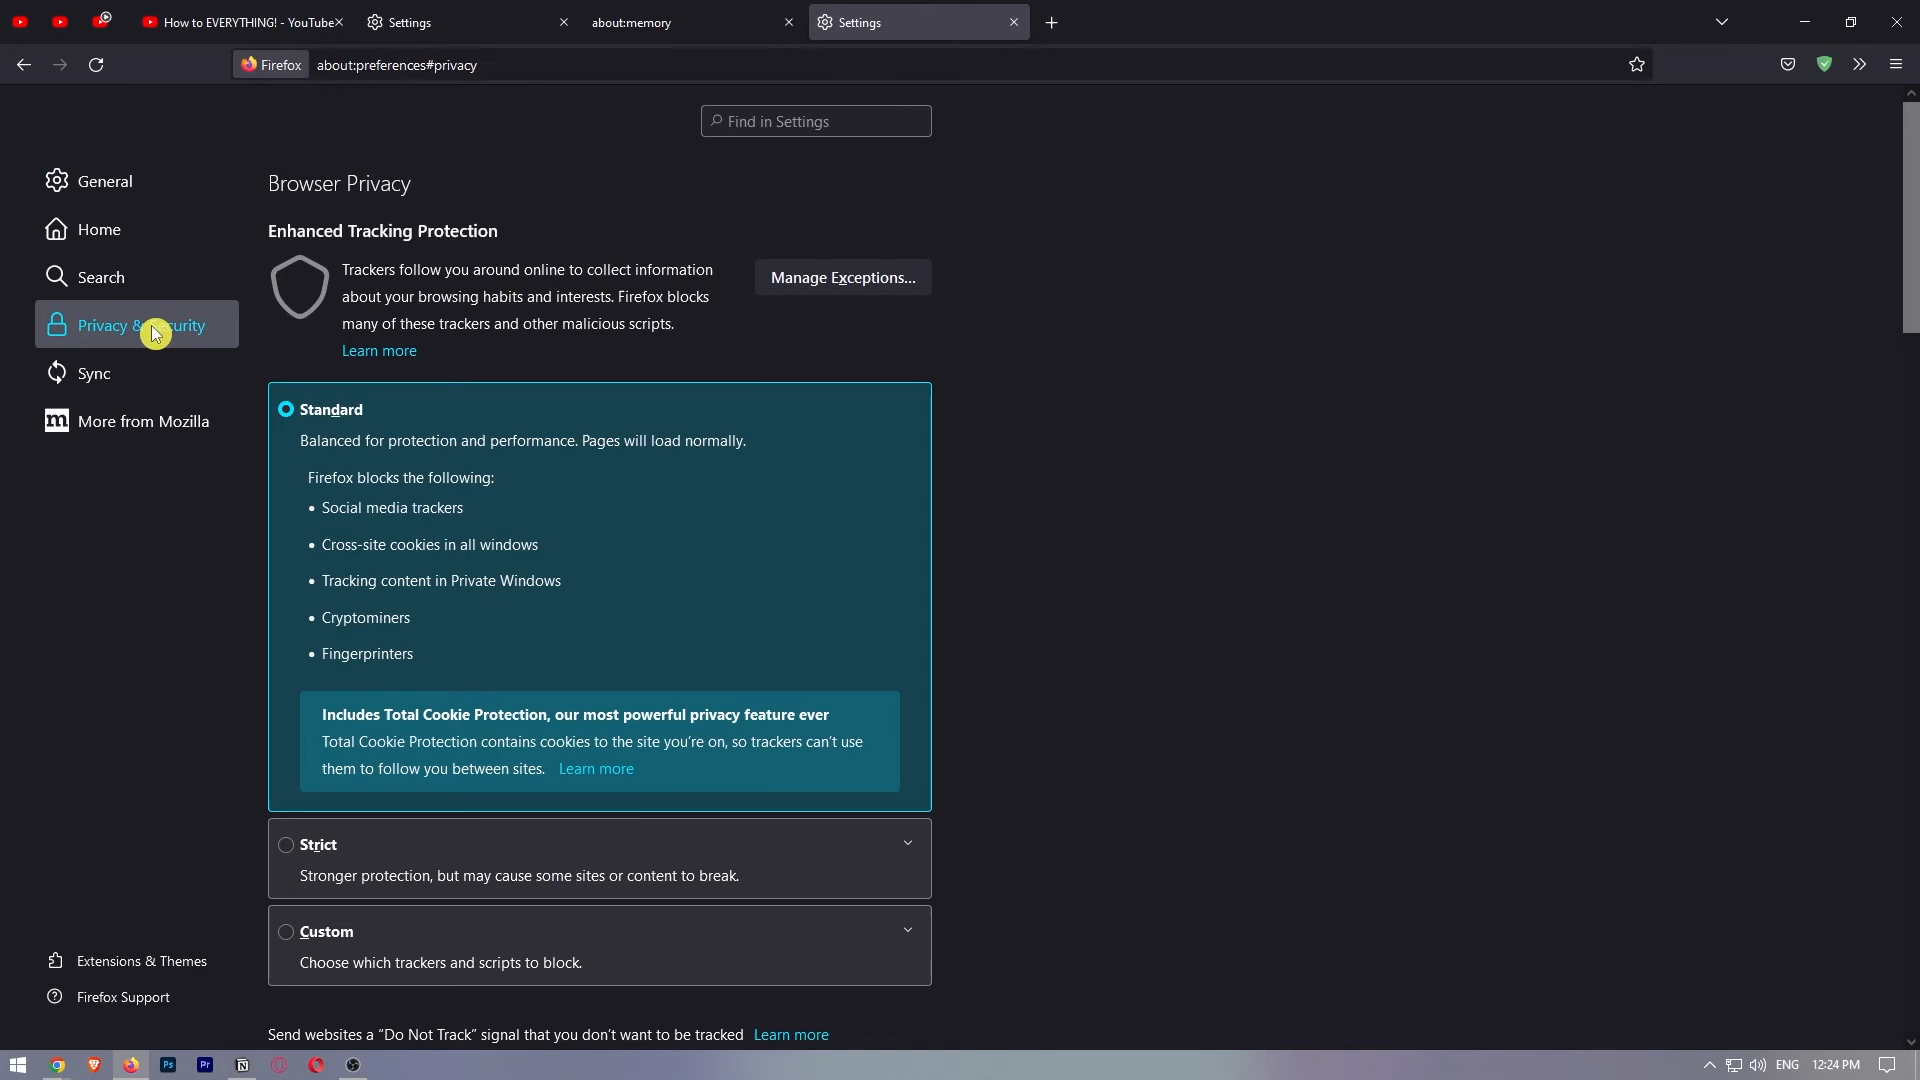 How to EVERYTHING! - YouTube
Settings
about:memory
Settings
Firefox
about:preferences#privacy
Find in Settings
General
Home
Search
Privacy & Security
Sync
More from Mozilla
Browser Privacy
Enhanced Tracking Protection
Trackers follow you around online to collect information
about your browsing habits and interests. Firefox blocks
many of these trackers and other malicious scripts.
Learn more
Manage Exceptions...
Standard
Balanced for protection and performance. Pages will load normally.
Firefox blocks the following:
• Social media trackers
• Cross-site cookies in all windows
• Tracking content in Private Windows
• Cryptominers
• Fingerprinters
Includes Total Cookie Protection, our most powerful privacy feature ever
Total Cookie Protection contains cookies to the site you’re on, so trackers can’t use
them to follow you between sites. Learn more
Strict
Stronger protection, but may cause some sites or content to break.
Custom
Choose which trackers and scripts to block.
Send websites a “Do Not Track” signal that you don’t want to be tracked Learn more
Extensions & Themes
Firefox Support
Ps
Pr
ENG
12:24 PM